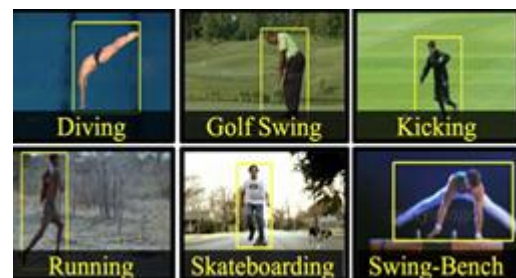 Diving
Golf Swing
Kicking
Running
Skateboarding
Swing-Bench